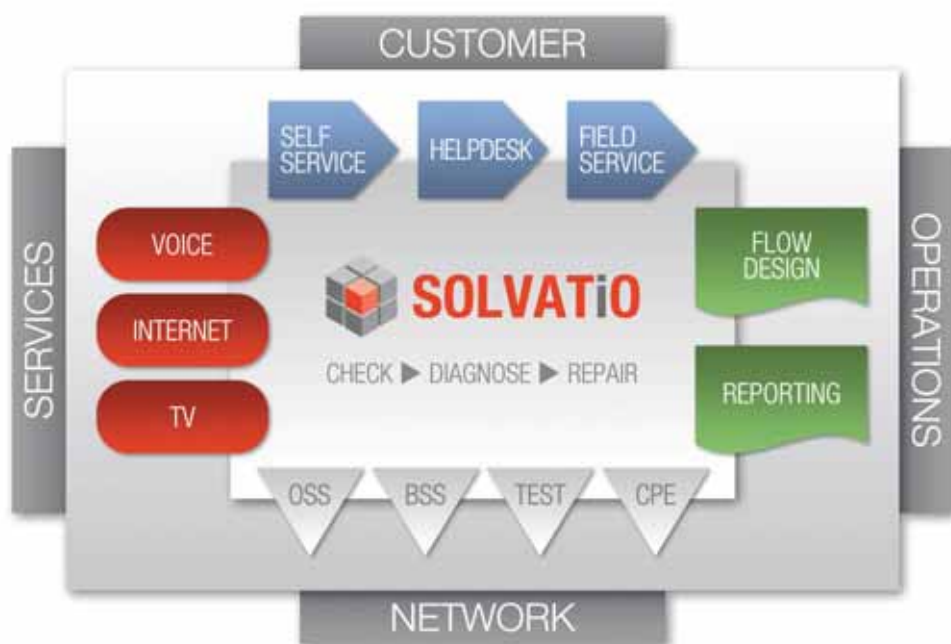 CUSTOMER
SELF
SERVICE
HELPDESK
FIELD
SERVICE
SERVICES
VOICE
INTERNET
TV
SOLVATiO
CHECK ▶ DIAGNOSE ▶ REPAIR
FLOW
DESIGN
REPORTING
OPERATIONS
OSS
BSS
TEST
CPE
NETWORK